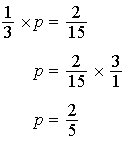 1/3 × p = 2/15
p = 2/15 × 3/1
p = 2/5